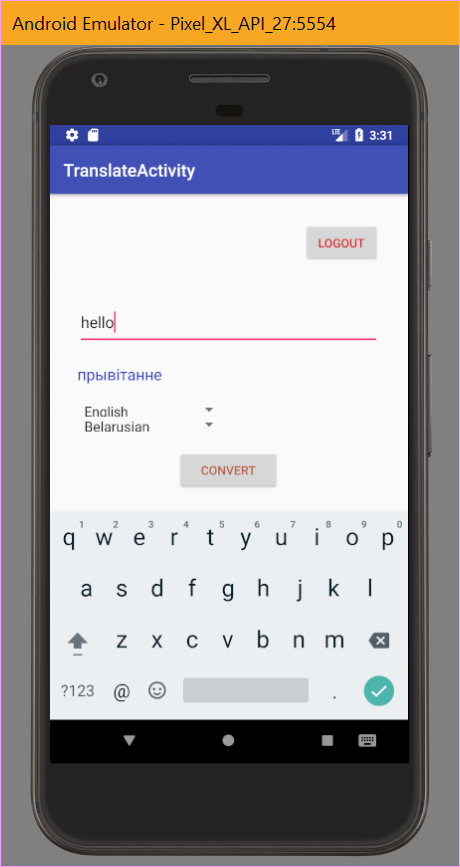 Android Emulator - Pixel_XL_API_27:5554
LTE 3:31
TranslateActivity
LOGOUT
hello
прывітанне
English
Belarusian
CONVERT
1 2 3 4 5 6 7 8 9 0
q w e r t y u i o p
a s d f g h j k l
z x c v b n m
?123 @ .